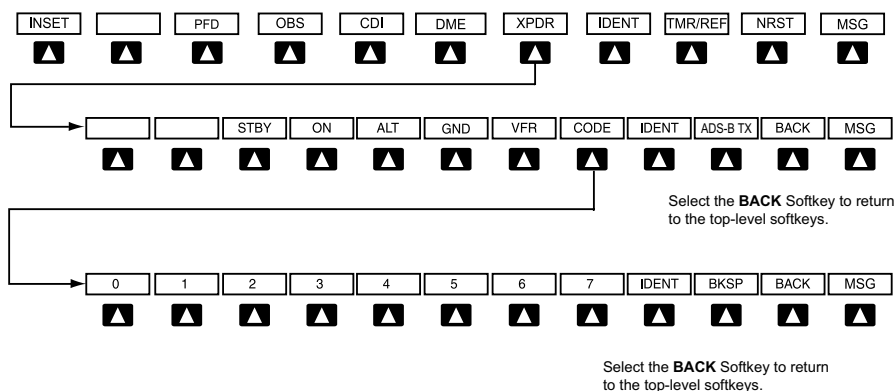 INSET PFD OBS CDI DME XPDR IDENT TMR/REF NRST MSG
STBY ON ALT GND VFR CODE IDENT ADS-B TX BACK MSG
Select the BACK Softkey to return
to the top-level softkeys.
0 1 2 3 4 5 6 7 IDENT BKSP BACK MSG
Select the BACK Softkey to return
to the top-level softkeys.